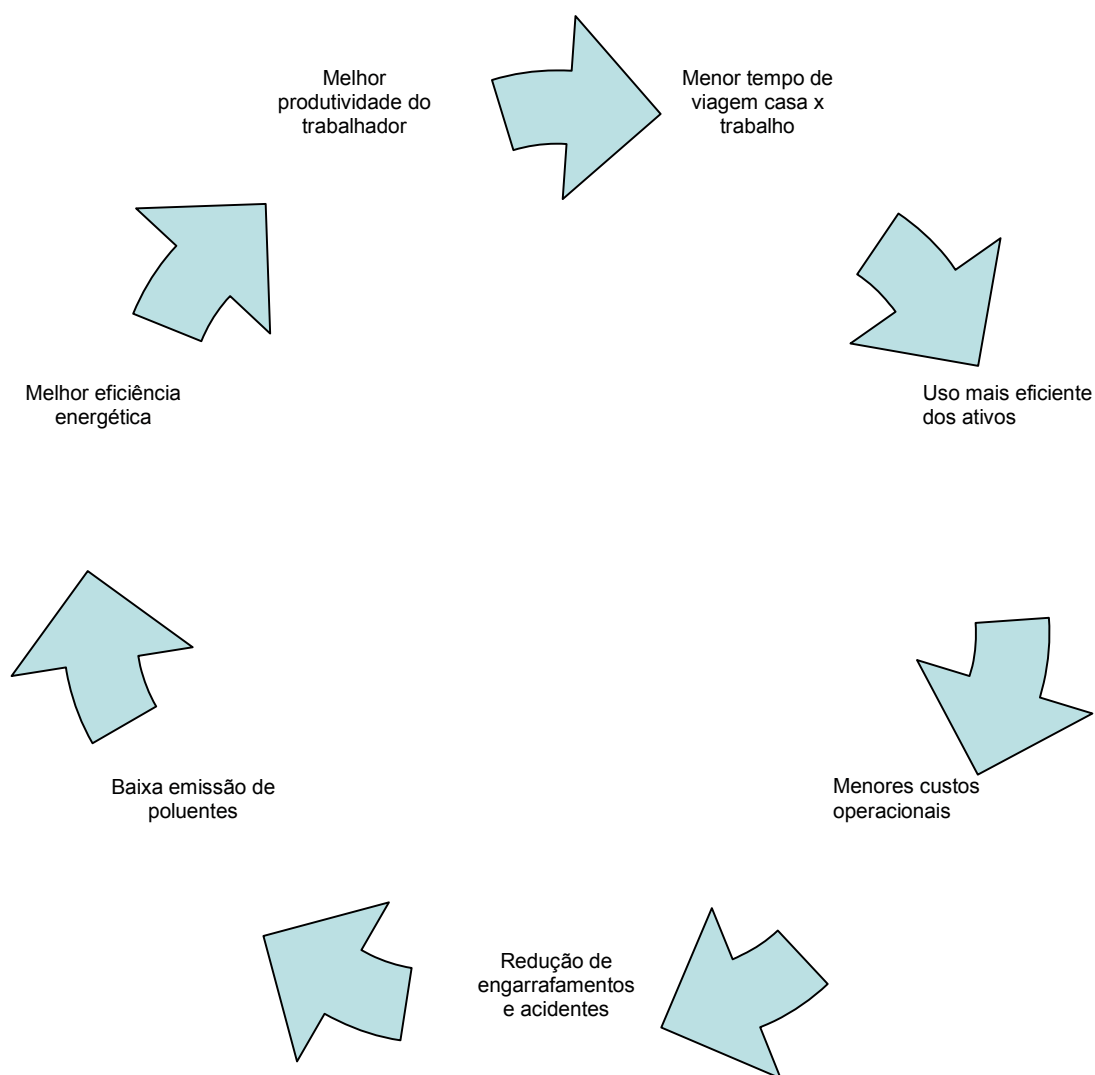 Melhor
produtividade do
trabalhador
Menor tempo de
viagem casa x
trabalho
Uso mais eficiente
dos ativos
Menores custos
operacionais
Redução de
engarrafamentos
e acidentes
Baixa emissão de
poluentes
Melhor eficiência
energética